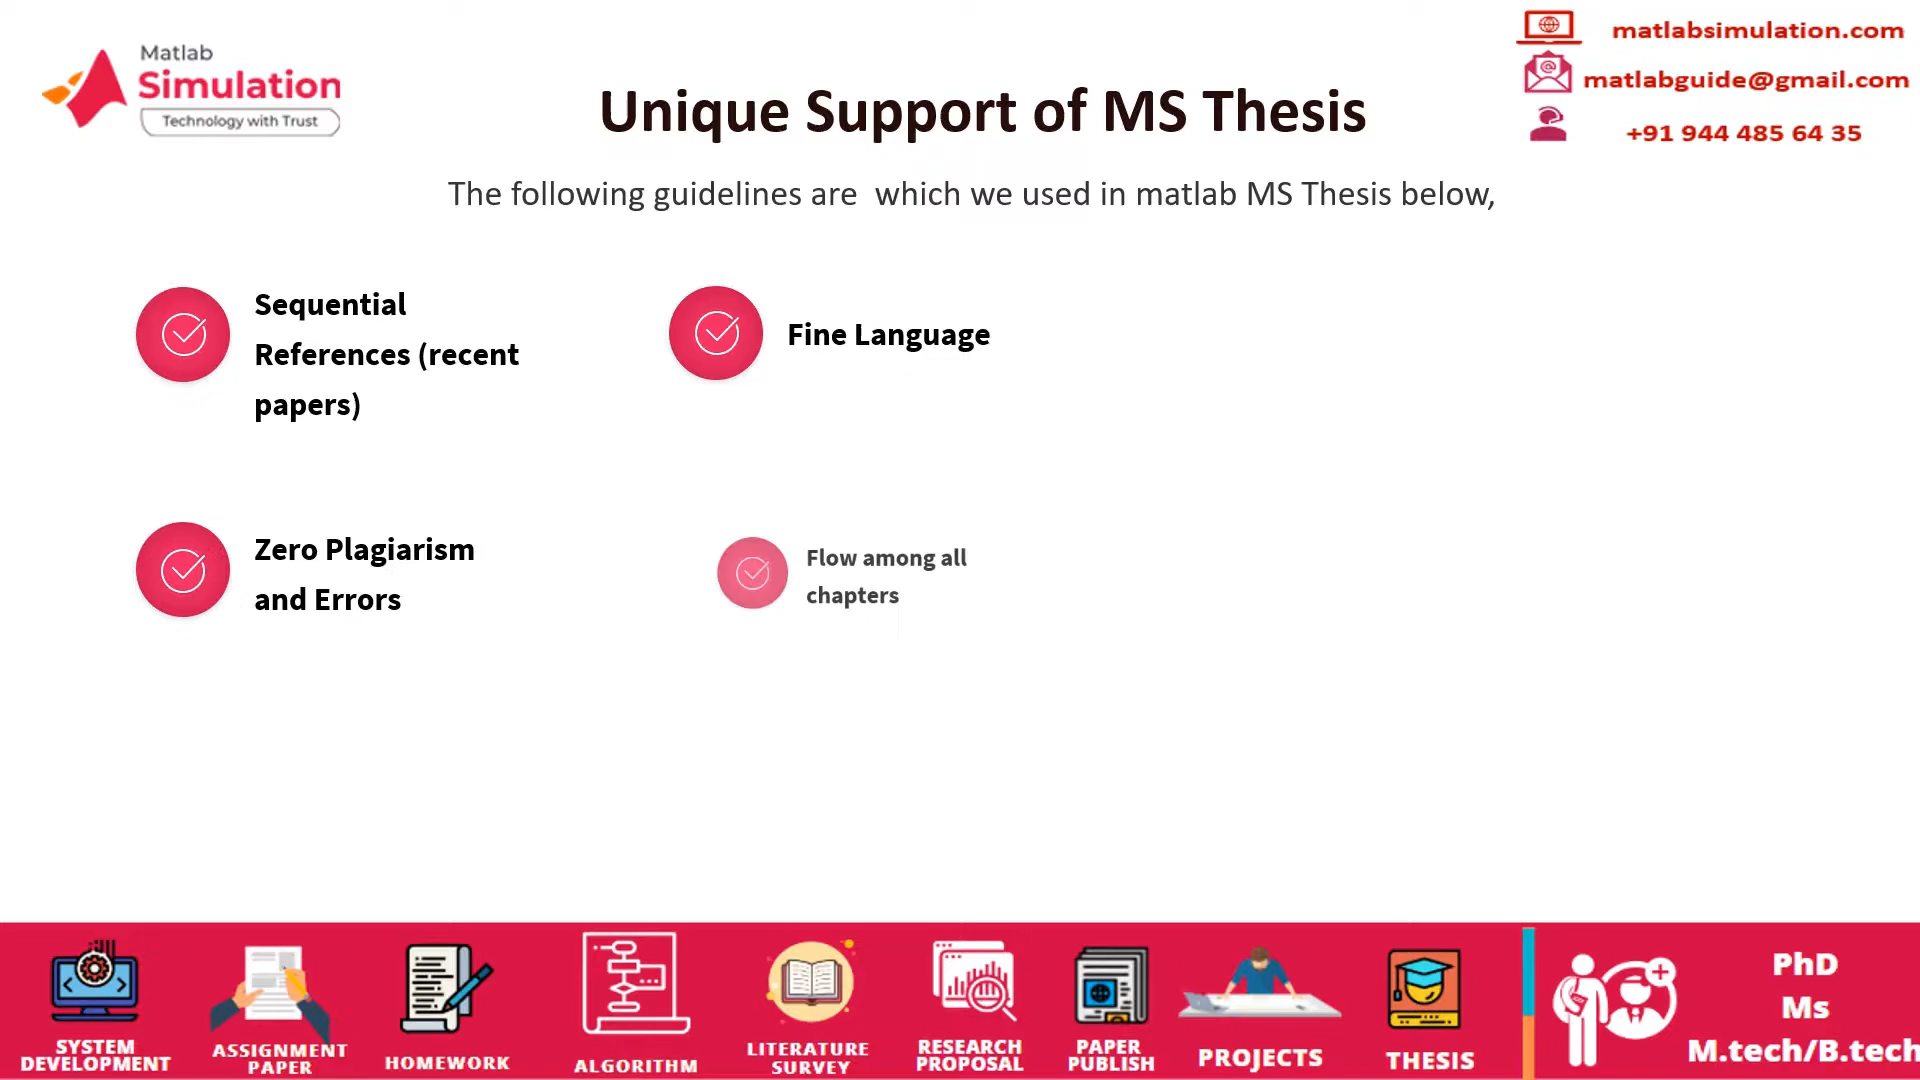 Matlab
Simulation
Technology with Trust
matlabsimulation.com
matlabguide@gmail.com
+91 944 485 64 35
Unique Support of MS Thesis
The following guidelines are  which we used in matlab MS Thesis below,
Sequential
References (recent
papers)
Fine Language
Zero Plagiarism
and Errors
Flow among all
chapters
SYSTEM
DEVELOPMENT
ASSIGNMENT
PAPER
HOMEWORK
ALGORITHM
LITERATURE
SURVEY
RESEARCH
PROPOSAL
PAPER
PUBLISH
PROJECTS
THESIS
PhD
Ms
M.tech/B.tech